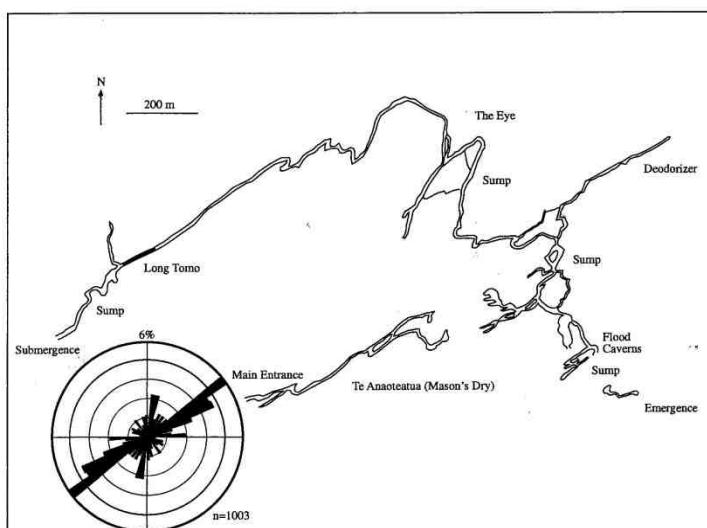 N
200 m
The Eye
Sump
Deodorizer
Long Tomo
Sump
Sump
Submergence
6%
Main Entrance
Te Anaoteatua (Mason's Dry)
Flood
Caverns
Sump
Emergence
n=1003